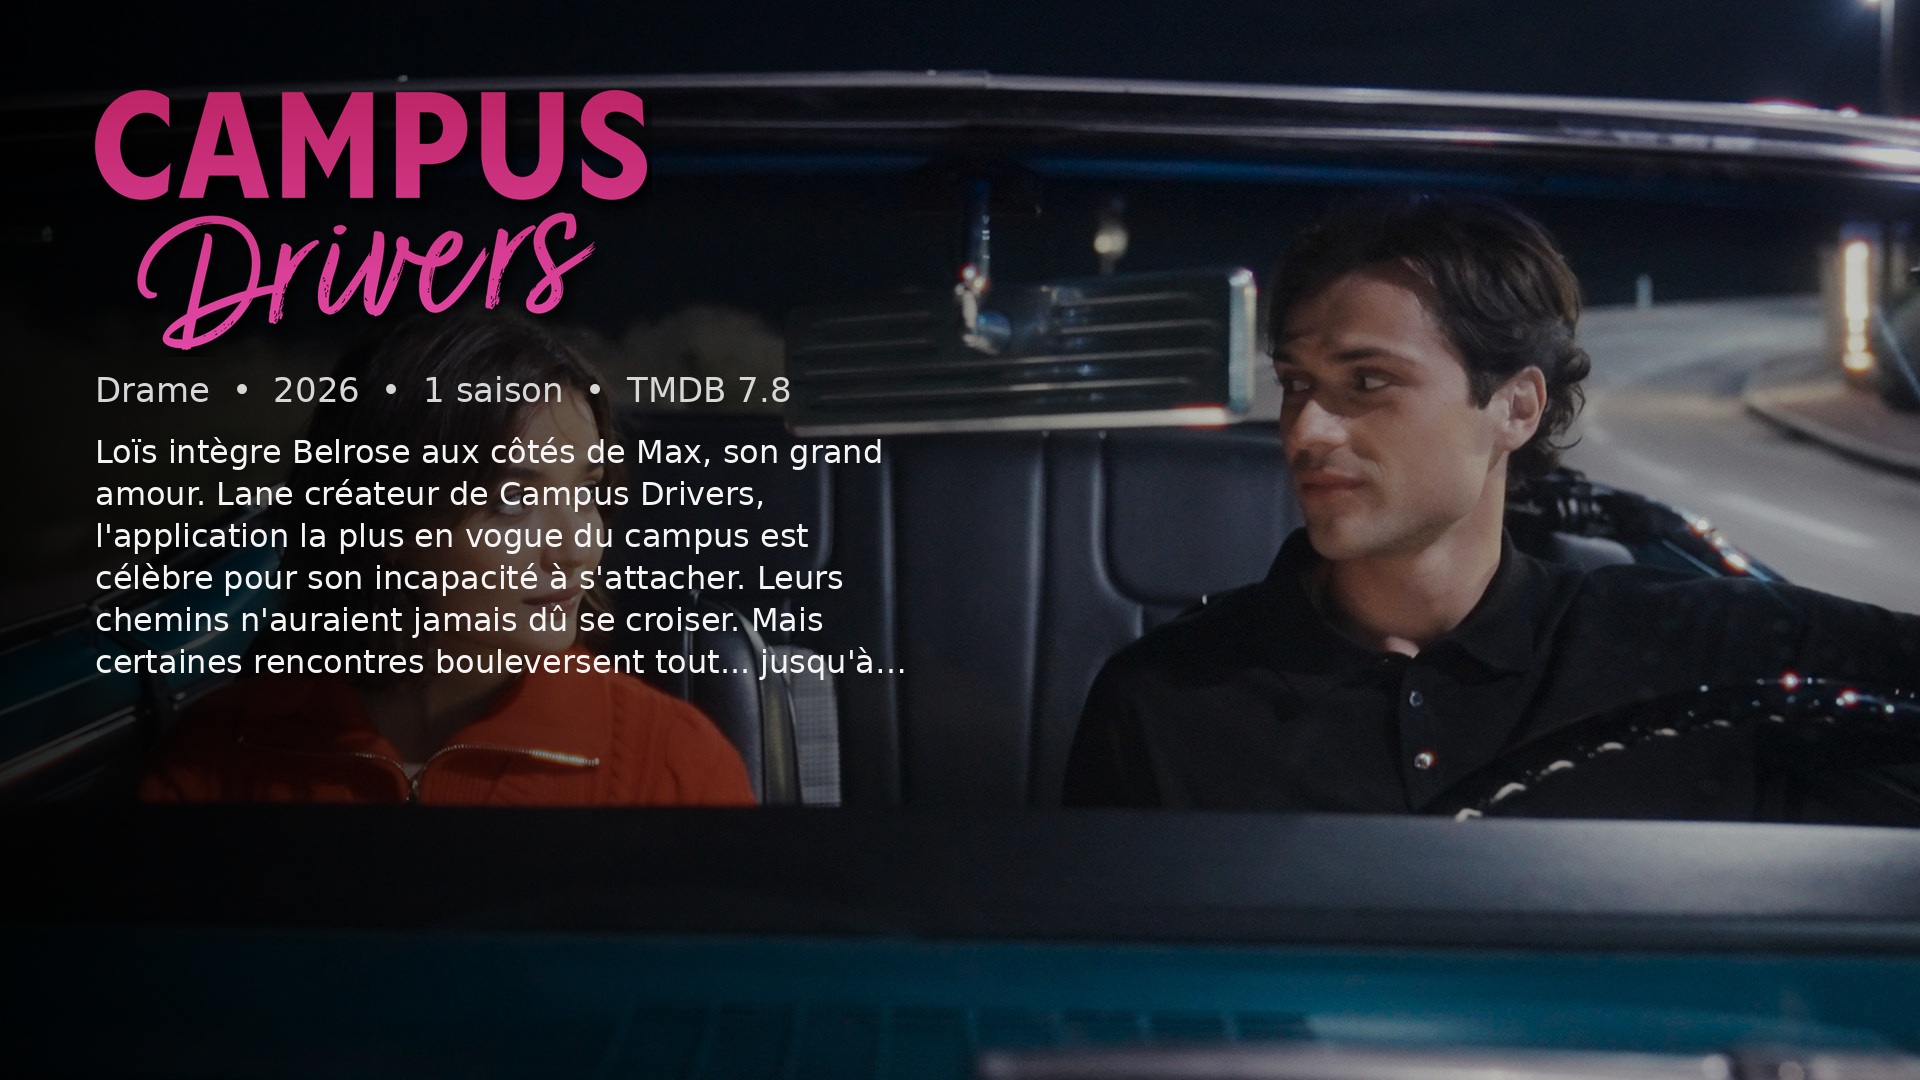 CAMPUS
Drivers
Drame • 2026 • 1 saison • TMDB 7.8
Loïs intègre Belrose aux côtés de Max, son grand
amour. Lane créateur de Campus Drivers,
l'application la plus en vogue du campus est
célèbre pour son incapacité à s'attacher. Leurs
chemins n'auraient jamais dû se croiser. Mais
certaines rencontres bouleversent tout... jusqu'à...